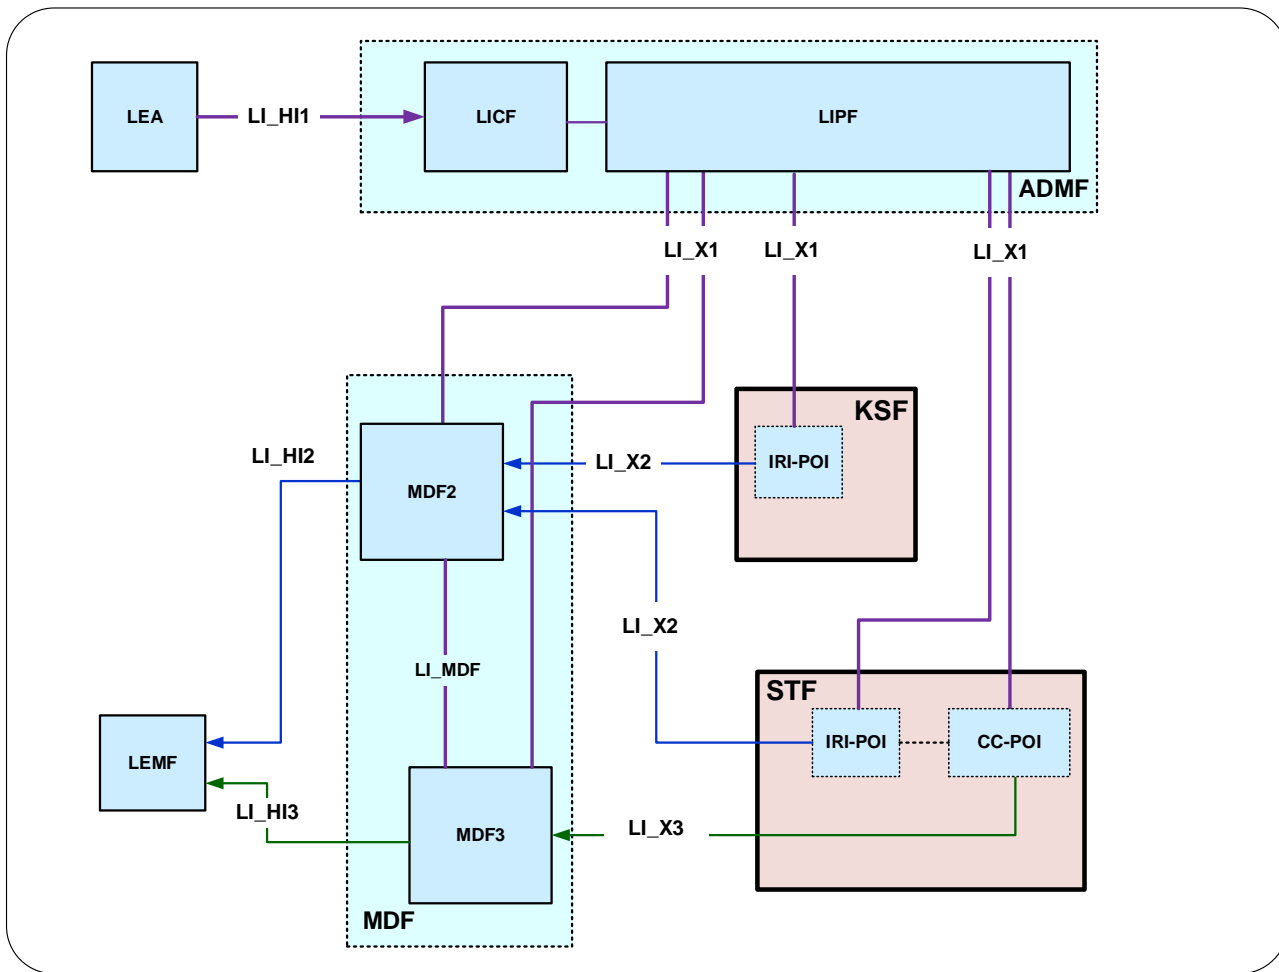 LEA
LI_HI1
LICF
LIPF
ADMF
LI_X1
LI_X1
LI_X1
KSF
LI_HI2
MDF2
LI_X2
IRI-POI
LI_X2
LI_MDF
STF
LEMF
IRI-POI
CC-POI
LI_HI3
MDF3
LI_X3
MDF